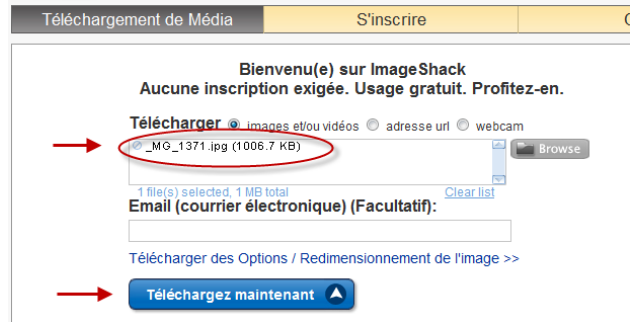 Téléchargement de Média
S'inscrire
Bienvenu(e) sur ImageShack
Aucune inscription exigée. Usage gratuit. Profitez-en.
Télécharger images et/ou vidéos adresse url webcam
_MG_1371.jpg (1006.7 KB)
Browse
1 file(s) selected, 1 MB total Clear list
Email (courrier électronique) (Facultatif):
Télécharger des Options / Redimensionnement de l'image >>
Téléchargez maintenant